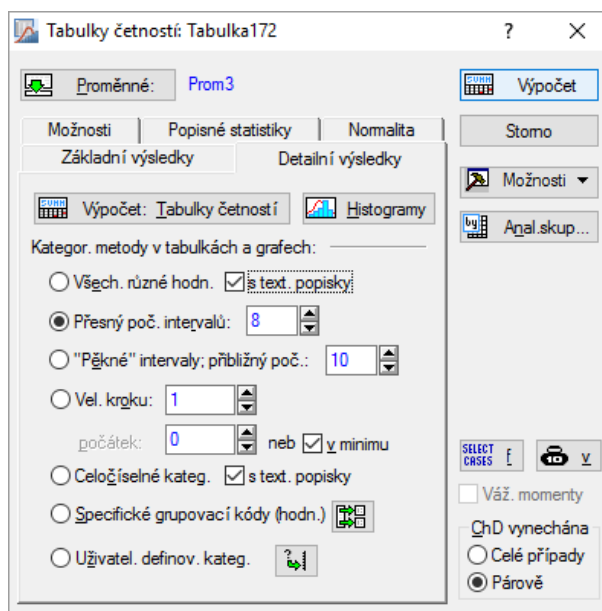 Tabulky četností: Tabulka172
?
Proměnné: Prom3
Výpočet
Storno
Možnosti
Anal.skup...
Možnosti Popisné statistiky Normalita
Základní výsledky Detailní výsledky
Výpočet: Tabulky četností Histogramy
Kategor. metody v tabulkách a grafech:
Všech. různé hodn. s text. popisky
Přesný poč. intervalů: 8
"Pěkné" intervaly; přibližný poč.: 10
Vel. kroku: 1
počátek: 0 neb v minimu
Celočíselné kateg. s text. popisky
Specifické grupovací kódy (hodn.)
Uživatel. definov. kateg.
SELECT CASES f
v
Váž. momenty
ChD vynechána
Celé případy
Párově